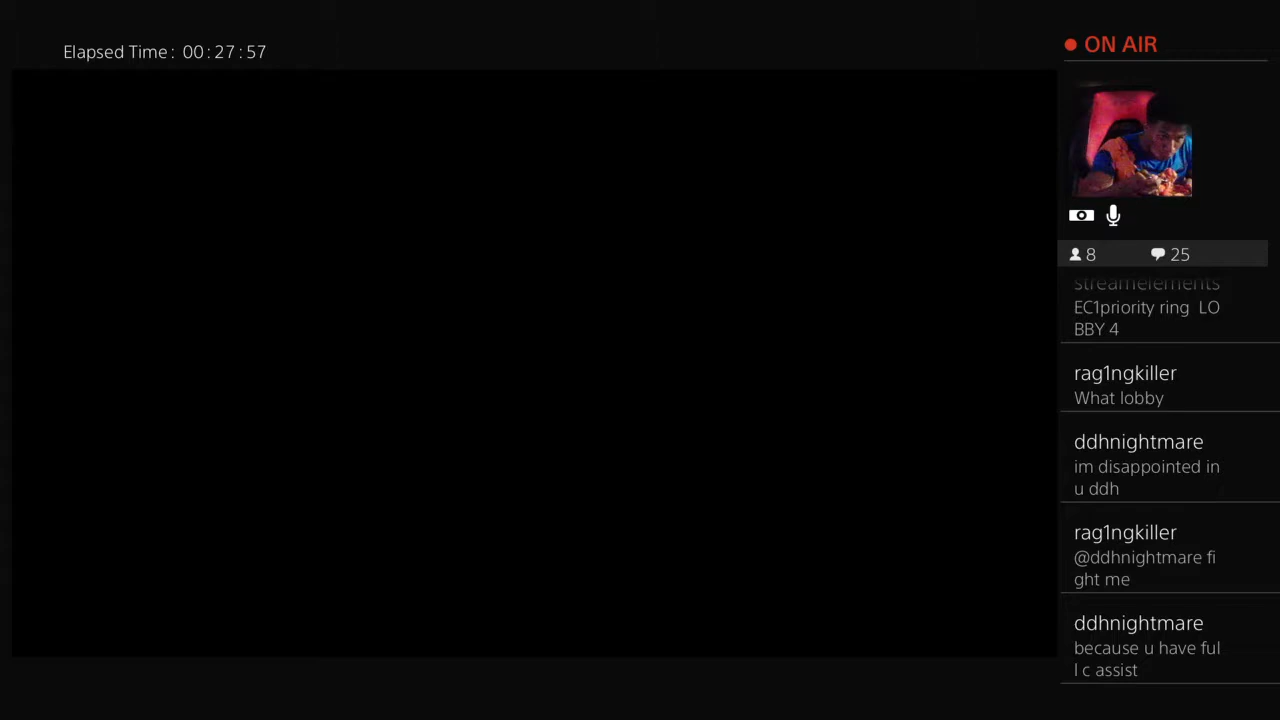 Elapsed Time: 00:27:57
ON AIR
8 25
streamelements
EC1priority ring LO
BBY 4
rag1ngkiller
What lobby
ddhnightmare
im disappointed in
u ddh
rag1ngkiller
@ddhnightmare fi
ght me
ddhnightmare
because u have ful
l c assist